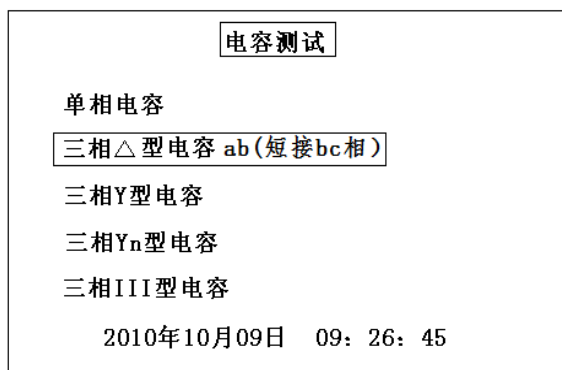 电容测试
单相电容
三相△型电容 ab(短接bc相)
三相Y型电容
三相Yn型电容
三相III型电容
2010年10月09日 09: 26: 45